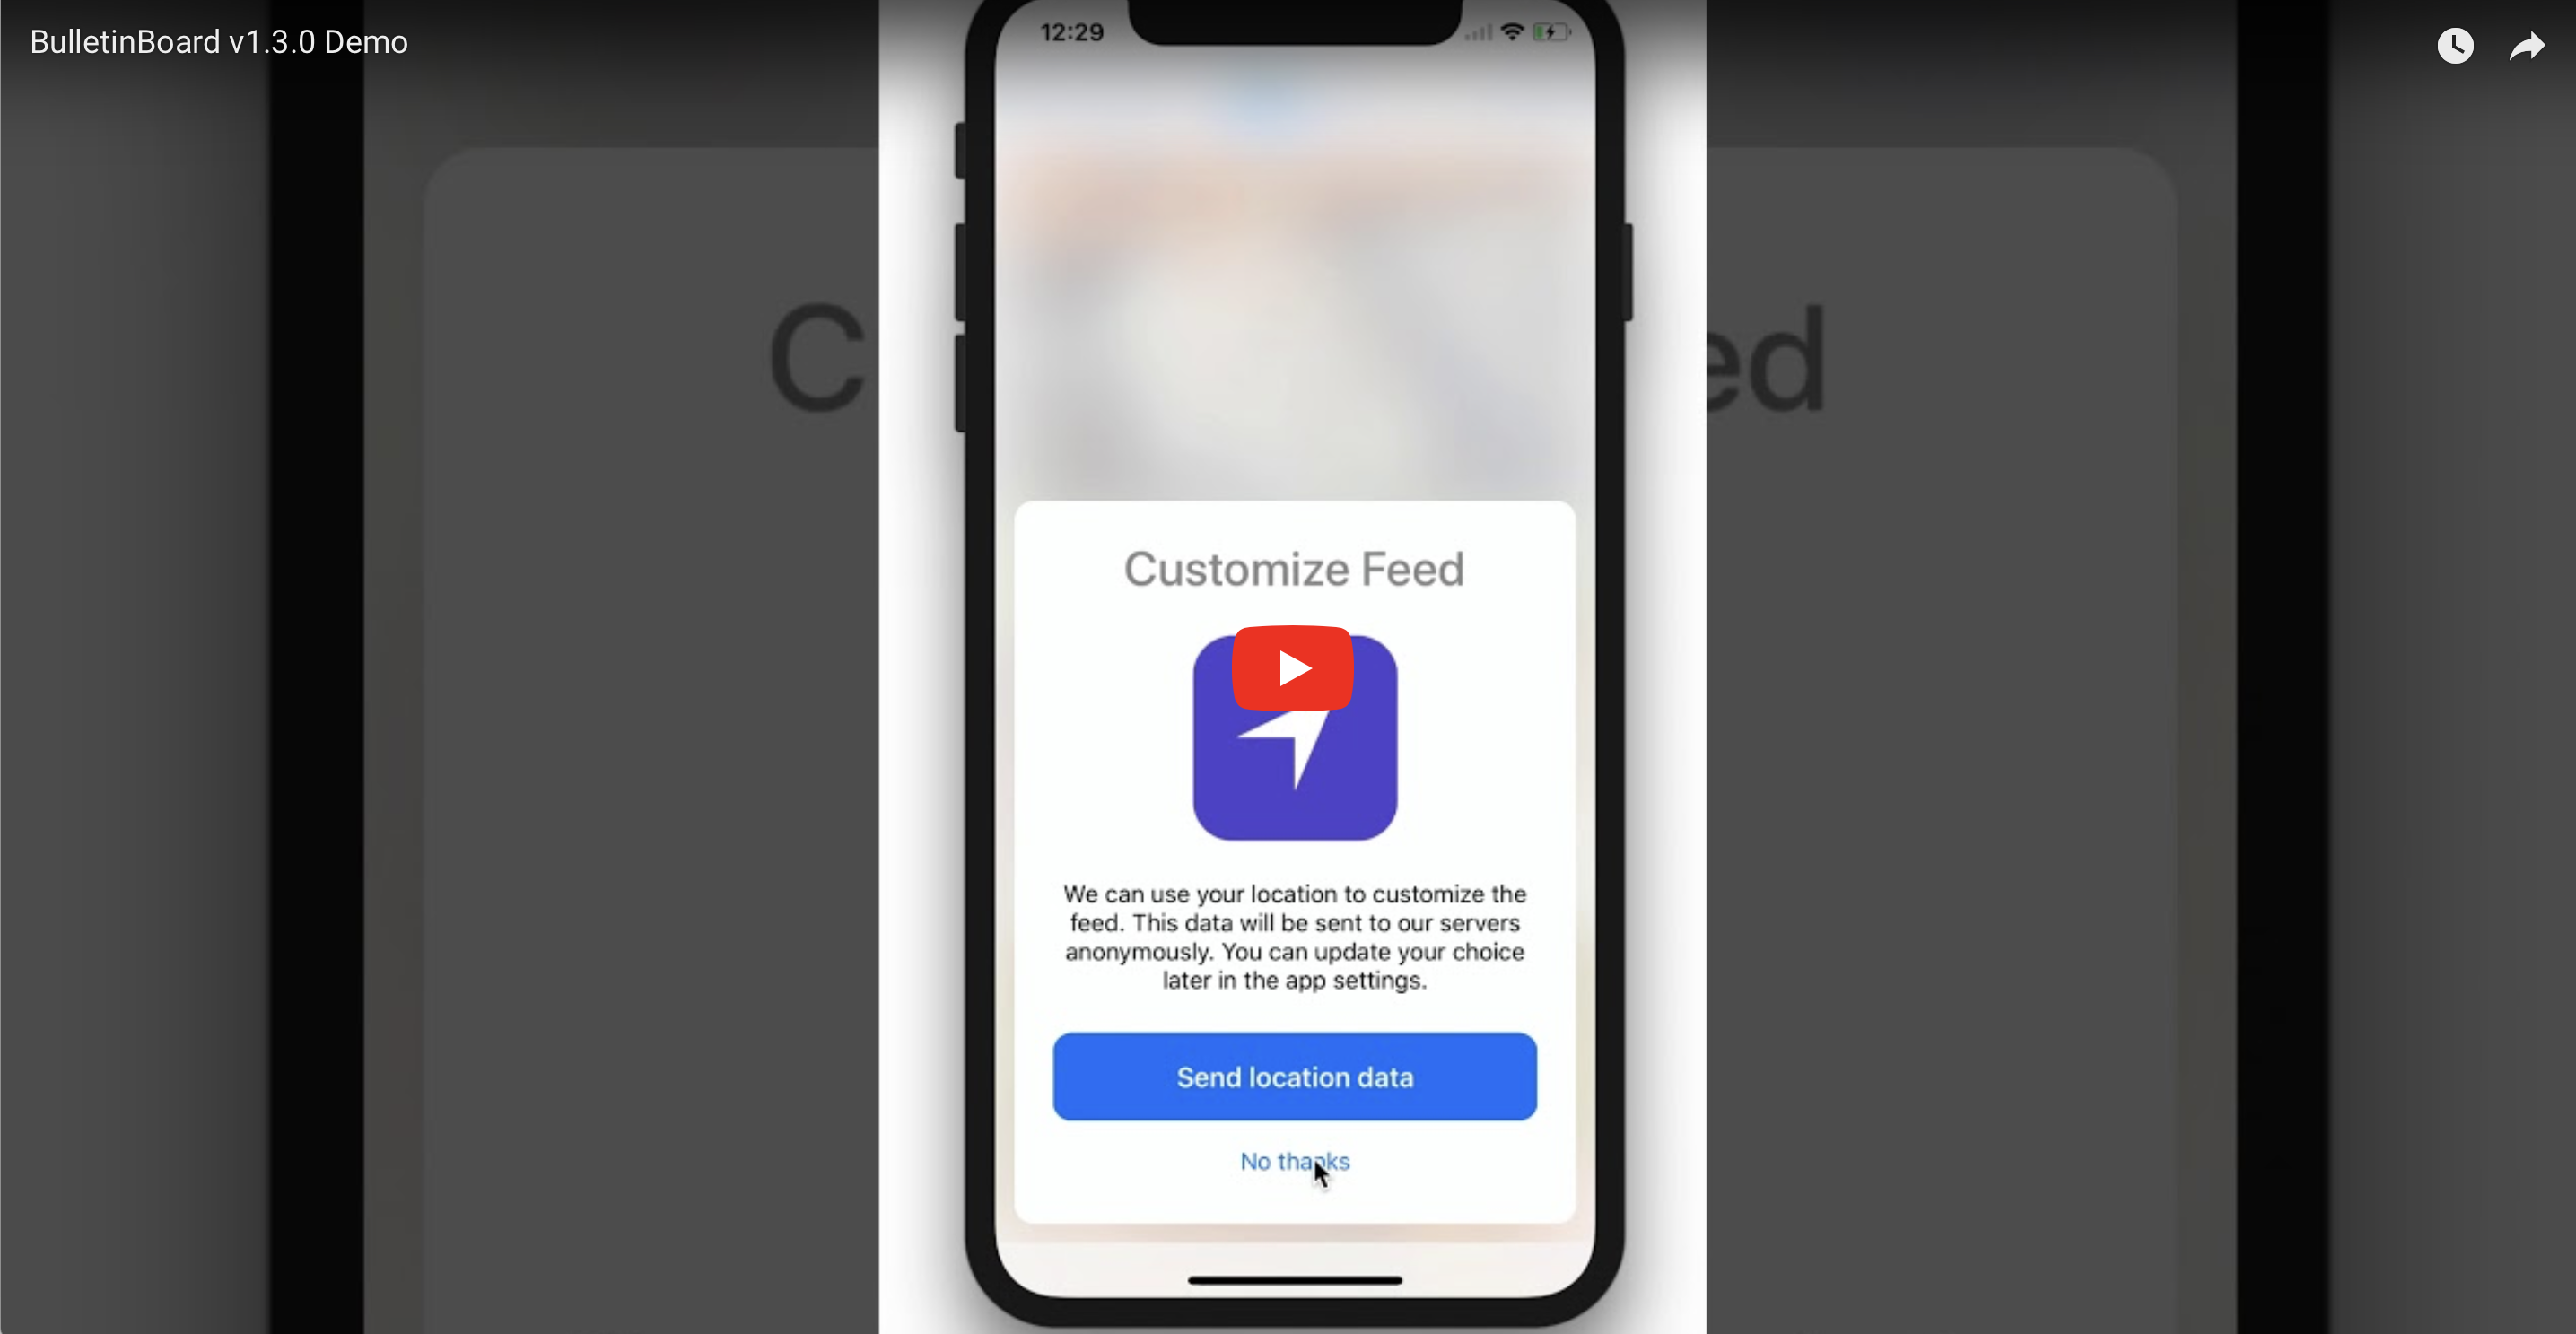 BulletinBoard v1.3.0 Demo
12:29
C
ed
Customize Feed
We can use your location to customize the
feed. This data will be sent to our servers
anonymously. You can update your choice
later in the app settings.
Send location data
No thanks